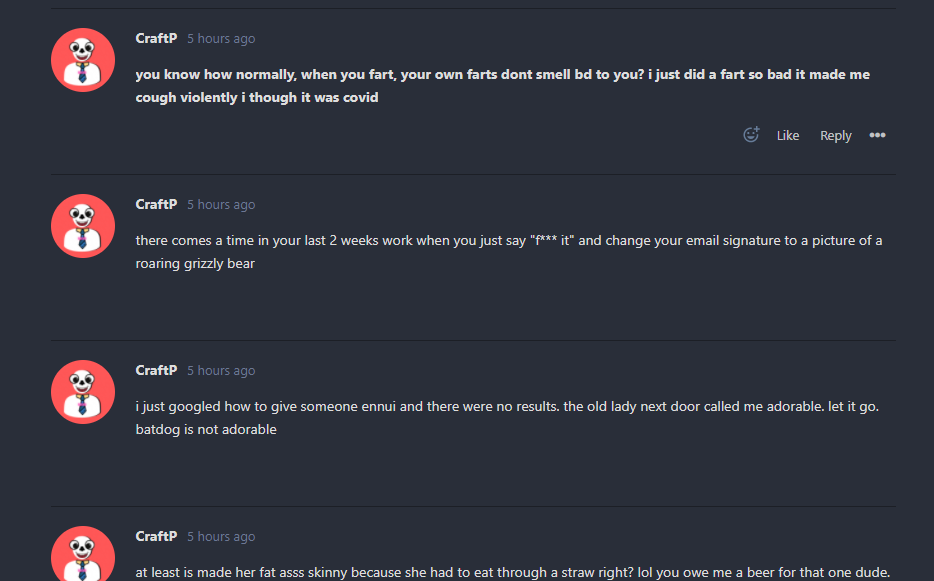 CraftP 5 hours ago
you know how normally, when you fart, your own farts dont smell bd to you? i just did a fart so bad it made me
cough violently i though it was covid
Like Reply
CraftP 5 hours ago
there comes a time in your last 2 weeks work when you just say "f*** it" and change your email signature to a picture of a
roaring grizzly bear
CraftP 5 hours ago
i just googled how to give someone ennui and there were no results. the old lady next door called me adorable. let it go.
batdog is not adorable
CraftP 5 hours ago
at least is made her fat asss skinny because she had to eat through a straw right? lol you owe me a beer for that one dude.